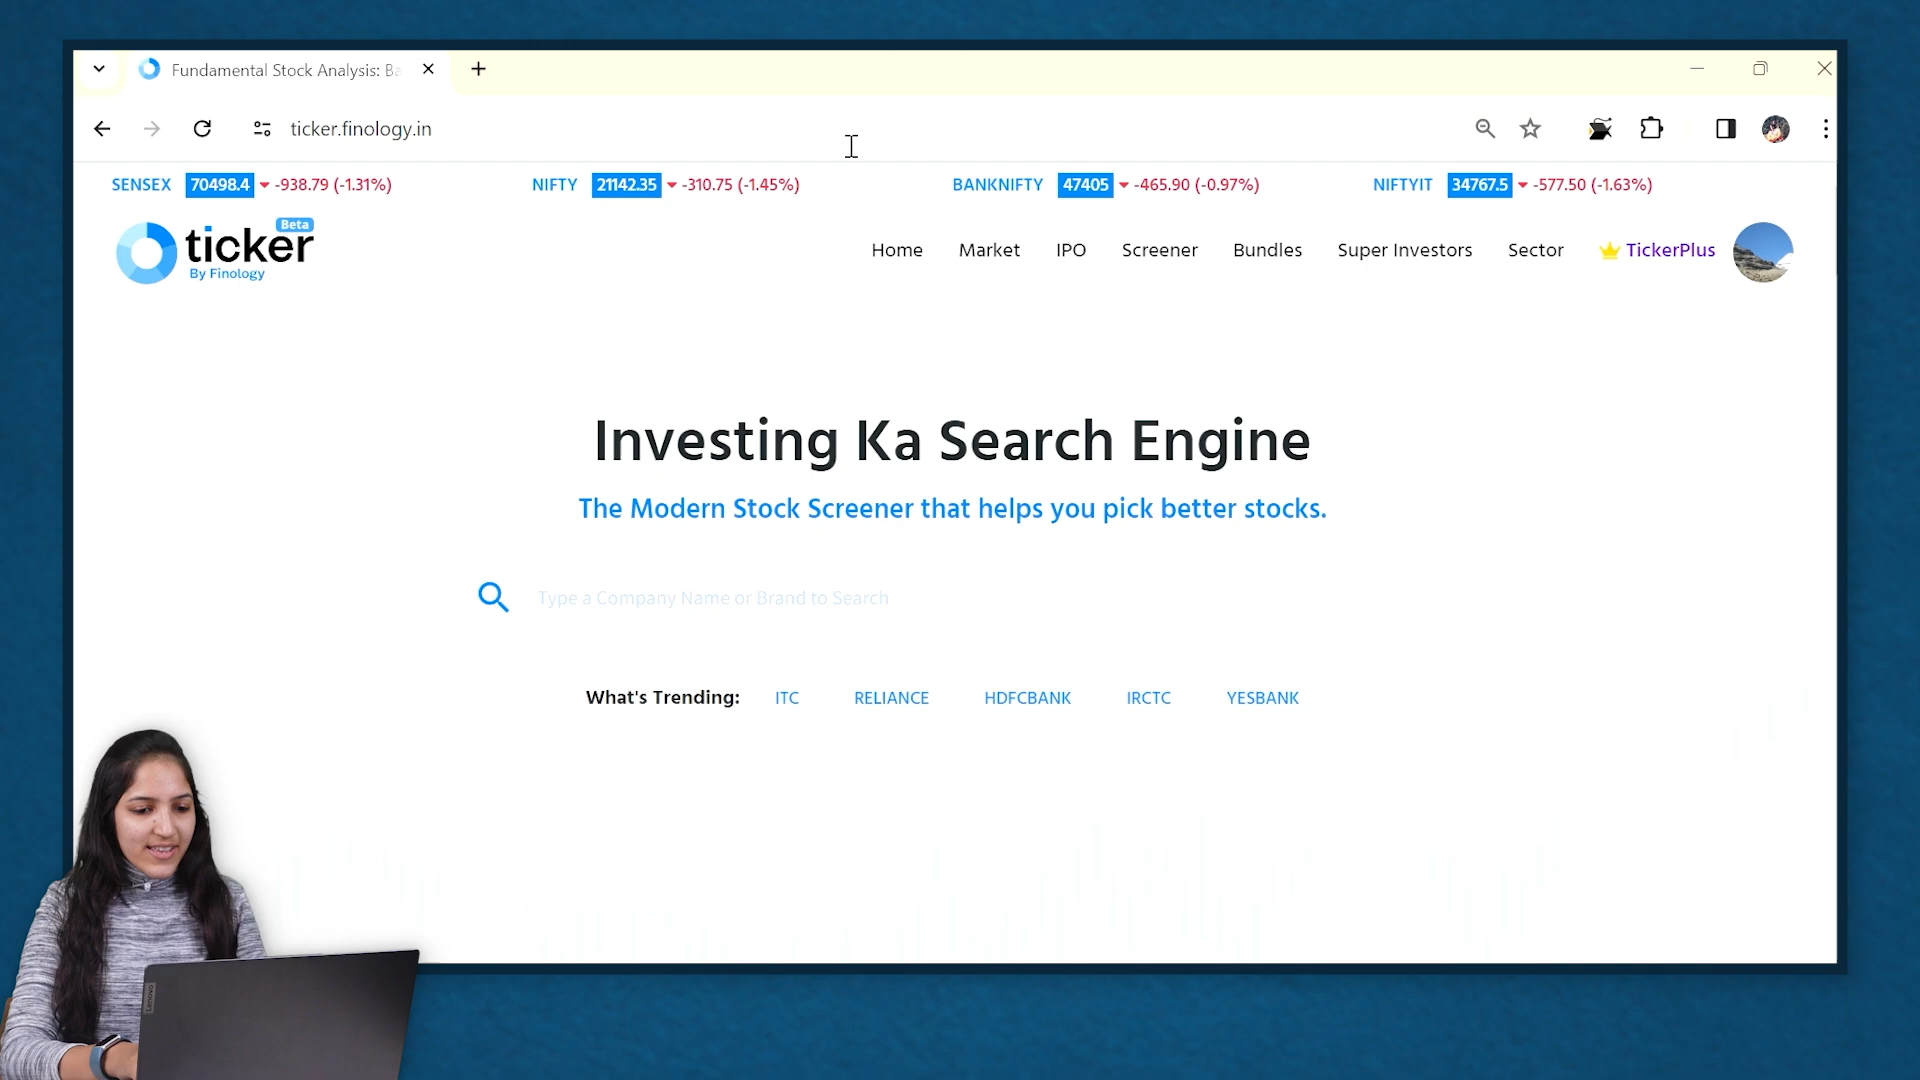 Fundamental Stock Analysis: Ba
ticker.finology.in
SENSEX 70498.4 -938.79 (-1.31%) NIFTY 21142.35 -310.75 (-1.45%) BANKNIFTY 47405 -465.90 (-0.97%) NIFTYIT 34767.5 -577.50 (-1.63%)
Beta
ticker
By Finology
Home Market IPO Screener Bundles Super Investors Sector TickerPlus
Investing Ka Search Engine
The Modern Stock Screener that helps you pick better stocks.
Type a Company Name or Brand to Search
What's Trending: ITC RELIANCE HDFCBANK IRCTC YESBANK
Lenovo